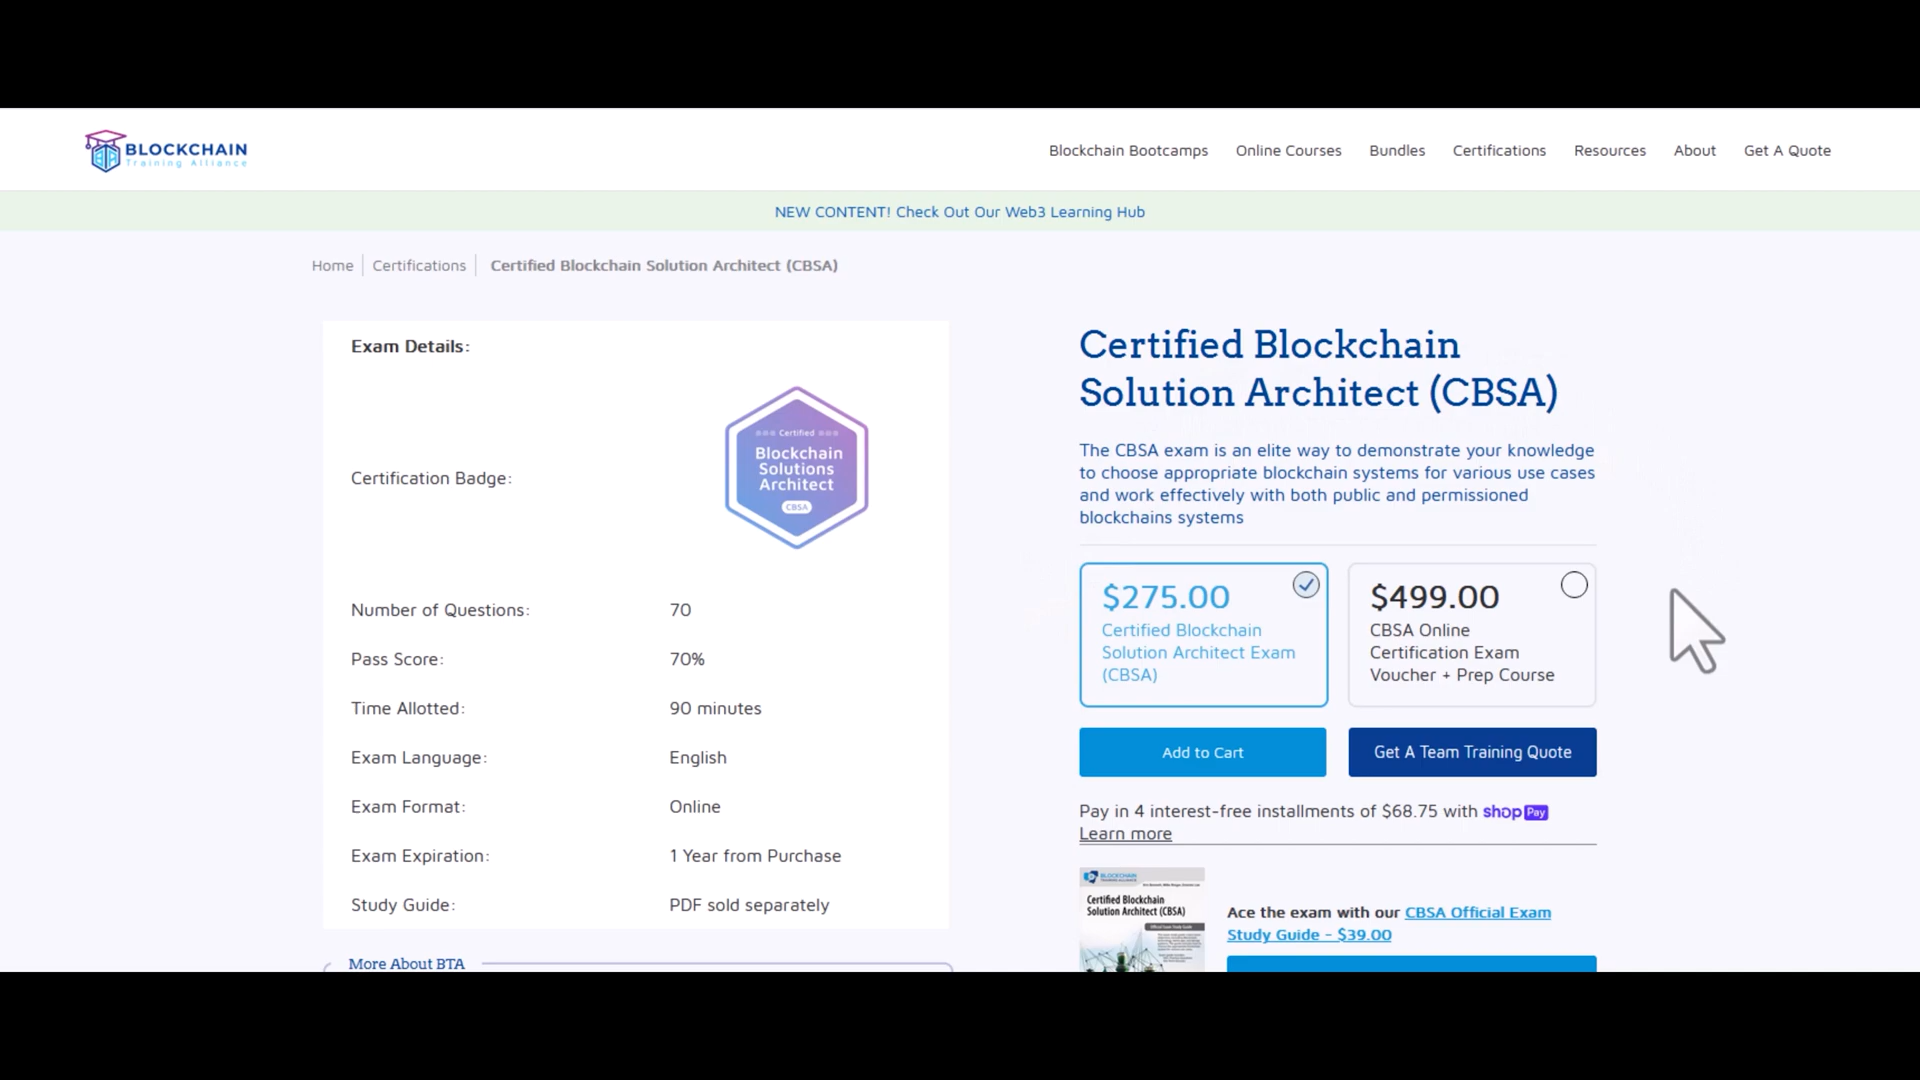 BLOCKCHAIN
Training Alliance
Blockchain Bootcamps
Online Courses
Bundles
Certifications
Resources
About
Get A Quote
NEW CONTENT! Check Out Our Web3 Learning Hub
Home
Certifications
Certified Blockchain Solution Architect (CBSA)
Exam Details:
Certification Badge:
Certified
Blockchain
Solutions
Architect
CBSA
Number of Questions: 70
Pass Score: 70%
Time Allotted: 90 minutes
Exam Language: English
Exam Format: Online
Exam Expiration: 1 Year from Purchase
Study Guide: PDF sold separately
More About BTA
Certified Blockchain
Solution Architect (CBSA)
The CBSA exam is an elite way to demonstrate your knowledge
to choose appropriate blockchain systems for various use cases
and work effectively with both public and permissioned
blockchains systems
$275.00
Certified Blockchain
Solution Architect Exam
(CBSA)
$499.00
CBSA Online
Certification Exam
Voucher + Prep Course
Add to Cart
Get A Team Training Quote
Pay in 4 interest-free installments of $68.75 with shop Pay
Learn more
BLOCKCHAIN
Certified Blockchain
Solution Architect (CBSA)
Ace the exam with our CBSA Official Exam
Study Guide - $39.00